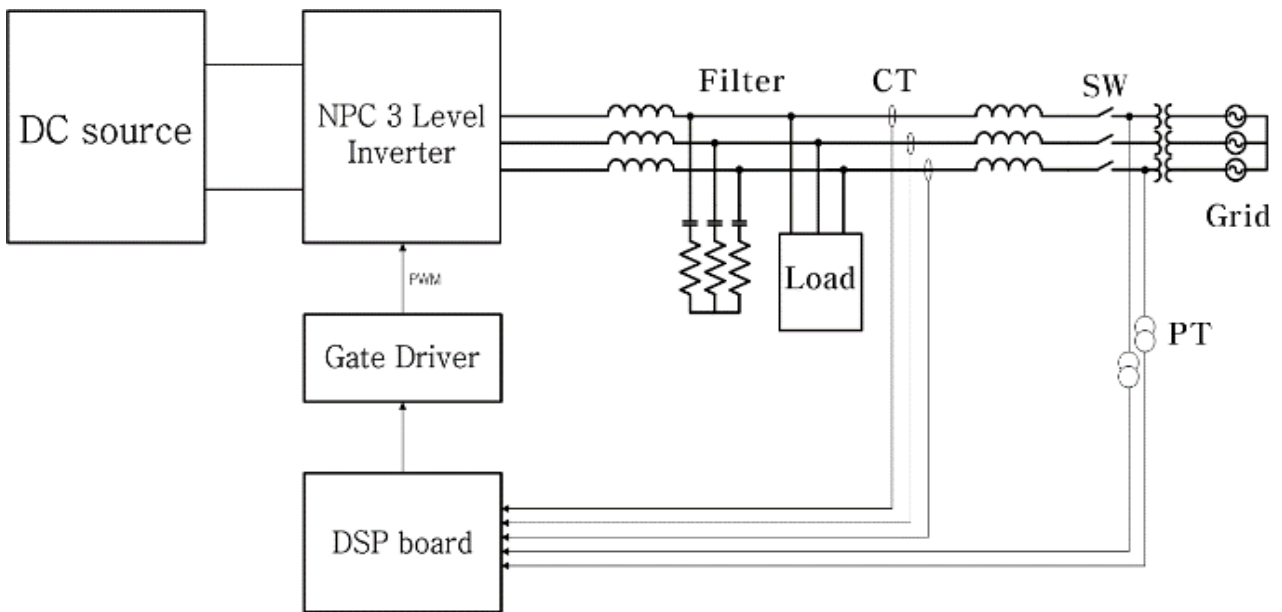 DC source
NPC 3 Level
Inverter
Filter
CT
SW
Grid
Load
PWM
Gate Driver
PT
DSP board